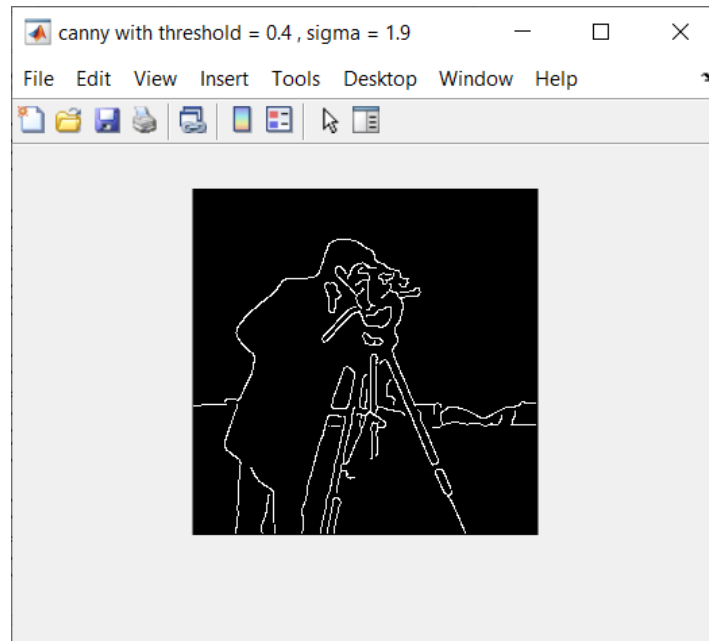 canny with threshold = 0.4 , sigma = 1.9
File Edit View Insert Tools Desktop Window Help